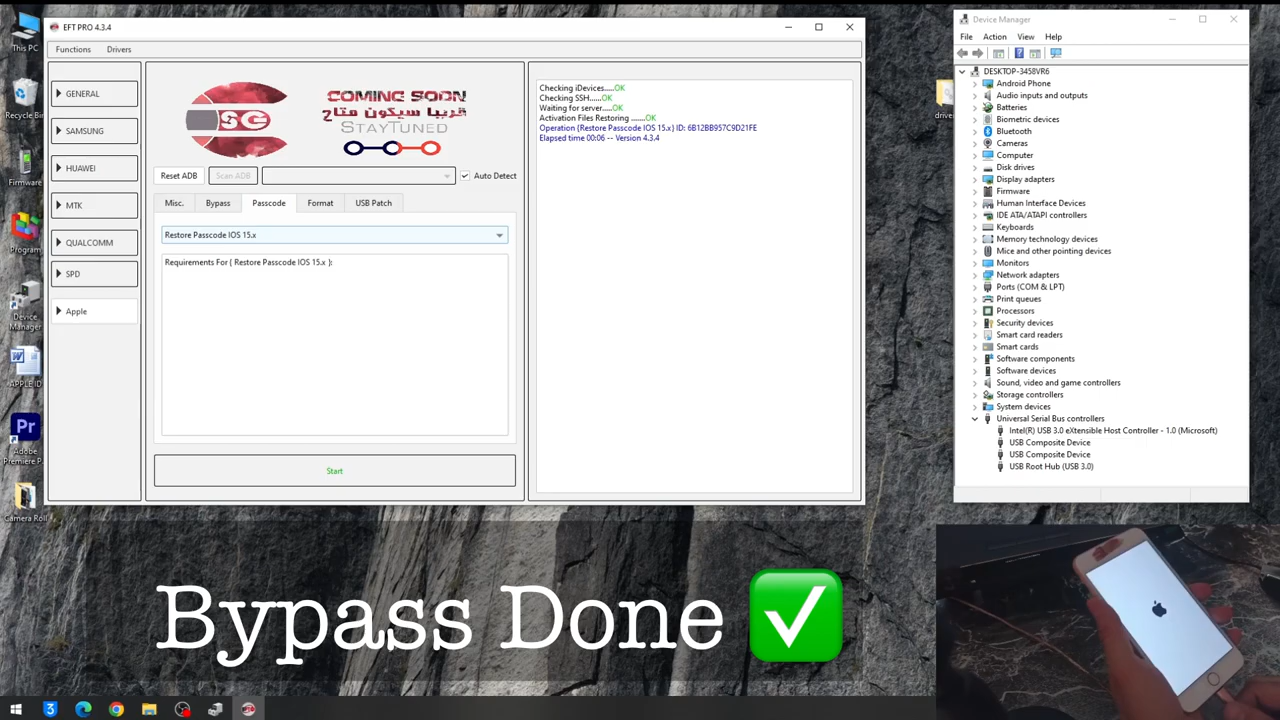 This PC
Recycle Bin
Firmware
Program
Device
Manager
APPLE ID
Adobe
Premiere P..
Camera Roll
EFT PRO 4.3.4
Functions
Drivers
GENERAL
SAMSUNG
HUAWEI
MTK
QUALCOMM
SPD
Apple
COMING SOON
قريبا سيكون متاح
STAYTUNED
Reset ADB
Scan ADB
Auto Detect
Misc.
Bypass
Passcode
Format
USB Patch
Restore Passcode IOS 15.x
Requirements For { Restore Passcode IOS 15.x }:
Start
Checking iDevices.....OK
Checking SSH.....OK
Waiting for server.....OK
Activation Files Restoring .......OK
Operation {Restore Passcode IOS 15.x} ID: 6B12BB957C9D21FE
Elapsed time 00:06 -- Version 4.3.4
Device Manager
File
Action
View
Help
DESKTOP-3458VR6
Android Phone
Audio inputs and outputs
Batteries
Biometric devices
Bluetooth
Cameras
Computer
Disk drives
Display adapters
Firmware
Human Interface Devices
IDE ATA/ATAPI controllers
Keyboards
Memory technology devices
Mice and other pointing devices
Monitors
Network adapters
Ports (COM & LPT)
Print queues
Processors
Security devices
Smart card readers
Smart cards
Software components
Software devices
Sound, video and game controllers
Storage controllers
System devices
Universal Serial Bus controllers
Intel(R) USB 3.0 eXtensible Host Controller - 1.0 (Microsoft)
USB Composite Device
USB Composite Device
USB Root Hub (USB 3.0)
Bypass Done ✅